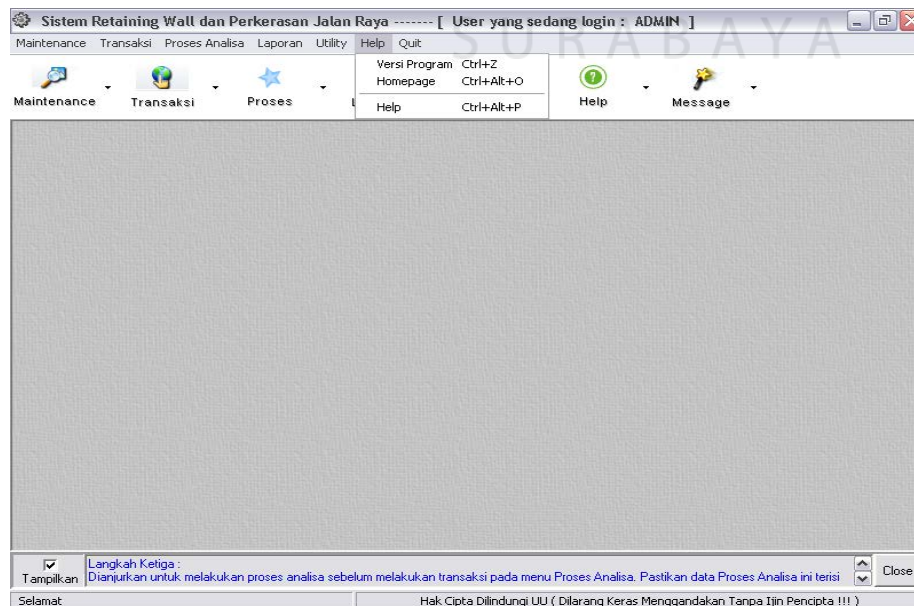 Sistem Retaining Wall dan Perkerasan Jalan Raya ------- [ User yang sedang login : ADMIN ]
SURABAYA
Maintenance Transaksi Proses Analisa Laporan Utility Help Quit
Versi Program Ctrl+Z
Homepage Ctrl+Alt+O
Help Ctrl+Alt+P
Maintenance Transaksi Proses Help Message
Langkah Ketiga :
Tampilkan Dianjurkan untuk melakukan proses analisa sebelum melakukan transaksi pada menu Proses Analisa. Pastikan data Proses Analisa ini terisi Close
Selamat Hak Cipta Dilindungi UU ( Dilarang Keras Menggandakan Tanpa Ijin Pencipta !!! )